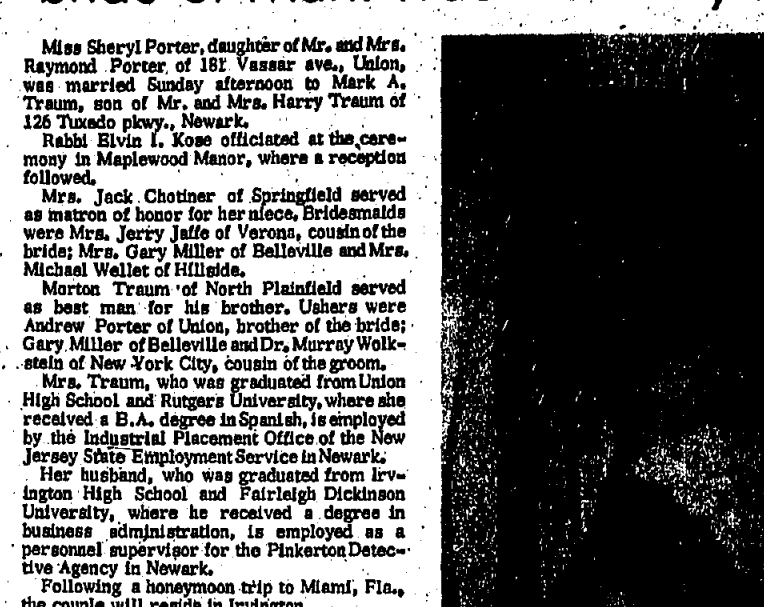 Miss Sheryl Porter, daughter of Mr. and Mrs.
Raymond Porter of 181 Vassar ave., Union,
was married Sunday afternoon to Mark A.
Traum, son of Mr. and Mrs. Harry Traum of
126 Tuxedo pkwy., Newark.
Rabbi Elvin I. Kose officiated at the cere-
mony in Maplewood Manor, where a reception
followed.
Mrs. Jack Chotiner of Springfield served
as matron of honor for her niece. Bridesmaids
were Mrs. Jerry Jaffe of Verona, cousin of the
bride; Mrs. Gary Miller of Belleville and Mrs.
Michael Wellet of Hillside.
Morton Traum of North Plainfield served
as best man for his brother. Ushers were
Andrew Porter of Union, brother of the bride;
Gary Miller of Belleville and Dr. Murray Wolk-
stein of New York City, cousin of the groom.
Mrs. Traum, who was graduated from Union
High School and Rutgers University, where she
received a B.A. degree in Spanish, is employed
by the Industrial Placement Office of the New
Jersey State Employment Service in Newark.
Her husband, who was graduated from Irv-
ington High School and Fairleigh Dickinson
University, where he received a degree in
business administration, is employed as a
personnel supervisor for the Pinkerton Detec-
tive Agency in Newark.
Following a honeymoon trip to Miami, Fla.,
the couple will reside in Irvington.